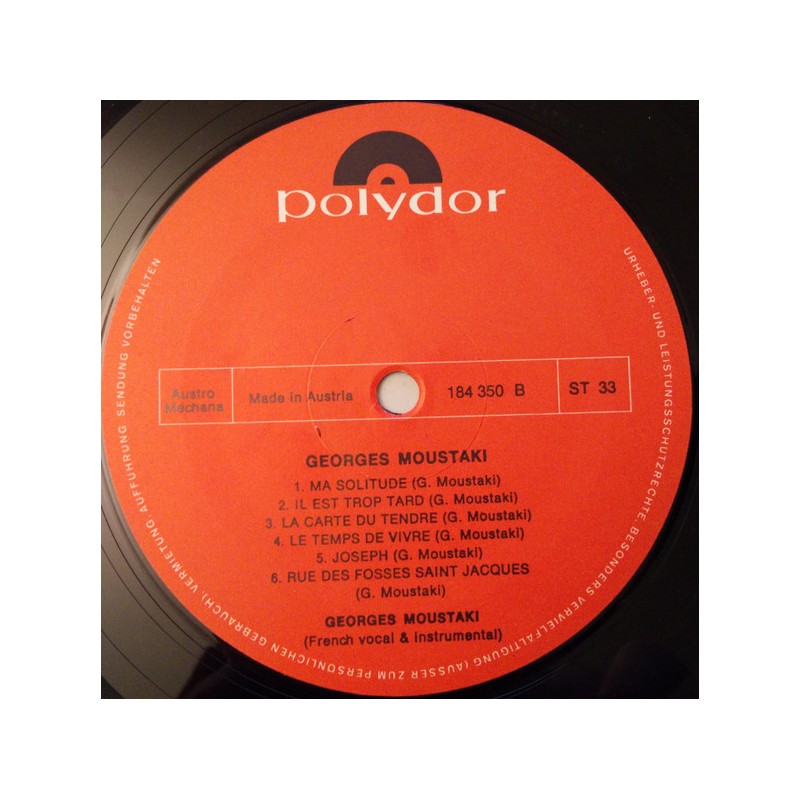 polydor
Austro
Mechana
Made in Austria
184 350 B
ST 33
GEORGES MOUSTAKI
1. MA SOLITUDE (G. Moustaki)
2. IL EST TROP TARD (G. Moustaki)
3. LA CARTE DU TENDRE (G. Moustaki)
4. LE TEMPS DE VIVRE (G. Moustaki)
5. JOSEPH (G. Moustaki)
6. RUE DES FOSSES SAINT JACQUES
(G. Moustaki)
GEORGES MOUSTAKI
(French vocal & instrumental)
URHEBER- UND LEISTUNGSSCHUTZRECHTE, BESONDERS VERVIELFÄLTIGUNG (AUSSER ZUM PERSÖNLICHEN GEBRAUCH), VERMIETUNG, AUFFÜHRUNG, SENDUNG VORBEHALTEN